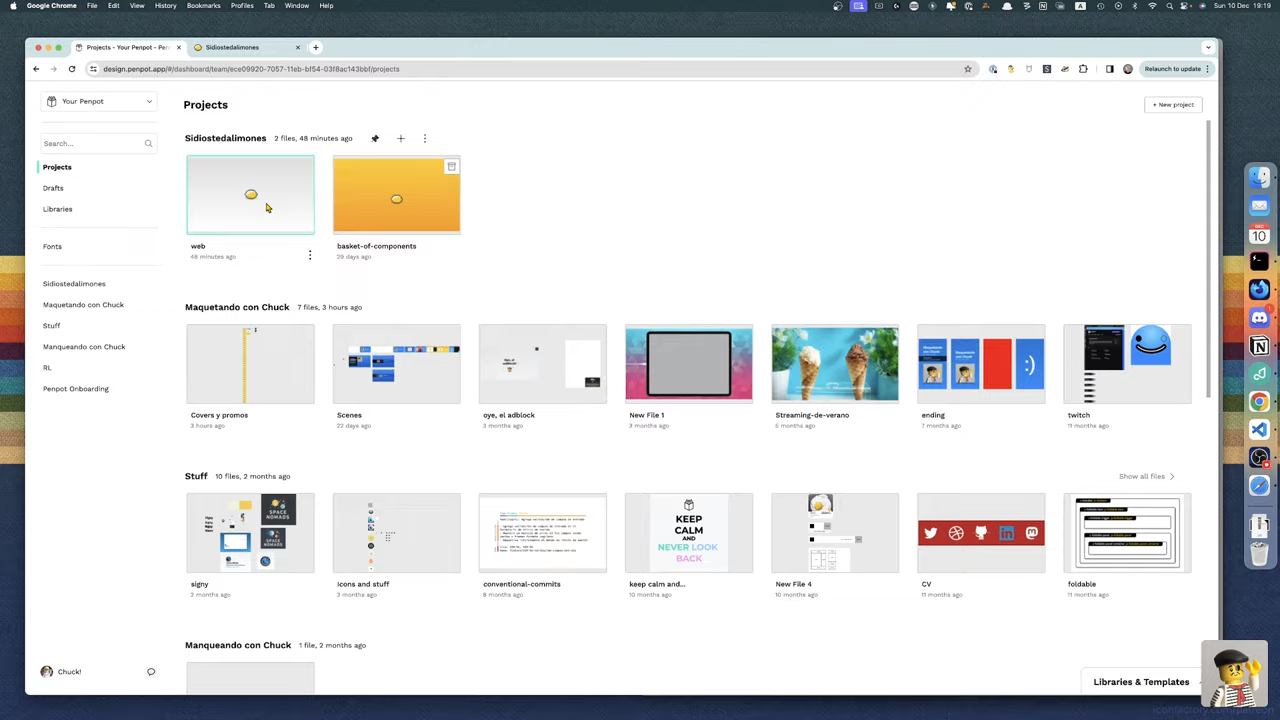 Google Chrome File Edit View History Bookmarks Profiles Tab Window Help
Sun 10 Dec 19:19
Projects - Your Penpot - Pen
Sidiostedalimones
design.penpot.app/#/dashboard/team/ece09920-7057-11eb-bf54-03f8ac143bbf/projects
Relaunch to update
Your Penpot
Projects
+ New project
Search...
Sidiostedalimones 2 files, 48 minutes ago
Projects
Drafts
Libraries
Fonts
Sidiostedalimones
Maquetando con Chuck
Stuff
Manqueando con Chuck
RL
Penpot Onboarding
web
48 minutes ago
basket-of-components
29 days ago
Maquetando con Chuck 7 files, 3 hours ago
Covers y promos
3 hours ago
Scenes
22 days ago
oye, el adblock
3 months ago
New File 1
3 months ago
Streaming-de-verano
5 months ago
ending
7 months ago
twitch
11 months ago
Stuff 10 files, 2 months ago
Show all files
SPACE
NOMADS
KEEP
CALM
AND
NEVER LOOK
BACK
signy
2 months ago
Icons and stuff
3 months ago
conventional-commits
8 months ago
keep calm and...
10 months ago
New File 4
10 months ago
CV
11 months ago
foldable
11 months ago
Manqueando con Chuck 1 file, 2 months ago
Chuck!
Libraries & Templates
iconfactory.com/patreon